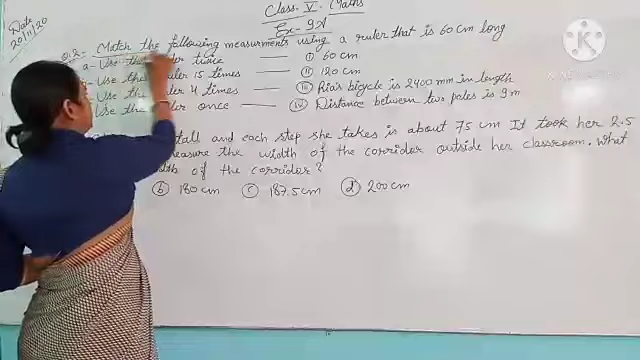 Class - V - Maths
Ex - 9A
Date
20/11/20
Q.2- Match the following measurments using a ruler that is 60 cm long
a- Use the ruler twice —— (i) 60 cm
- Use the ruler 15 times —— (ii) 120 cm
Use the ruler 4 times —— (iii) Ria's bicycle is 2400 mm in length
Use the ruler once —— (iv) Distance between two poles is 9 m
tall and each step she takes is about 75 cm It took her 2.5
measure the width of the corridor outside her classroom. What
of the corridor?
(b) 180 cm (c) 187.5 cm (d) 200 cm